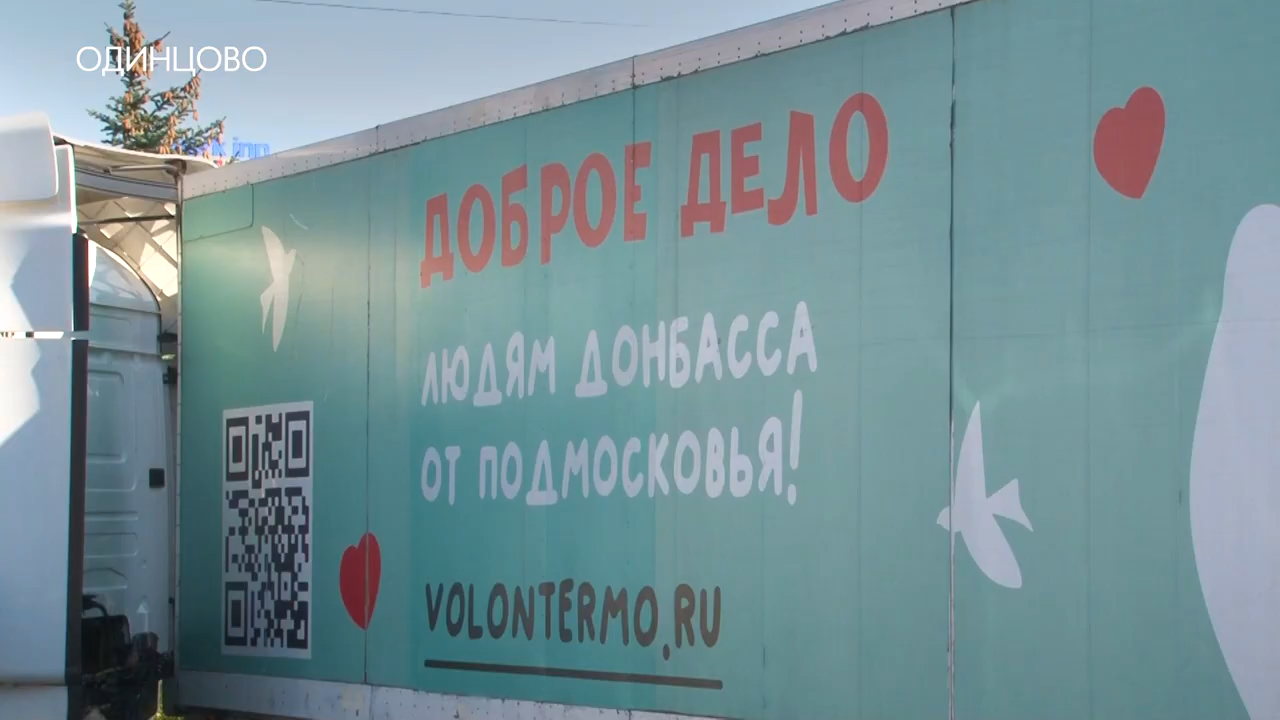 ОДИНЦОВО
ДОБРОЕ ДЕЛО
ЛЮДЯМ ДОНБАССА
ОТ ПОДМОСКОВЬЯ!
VOLONTERMO.RU